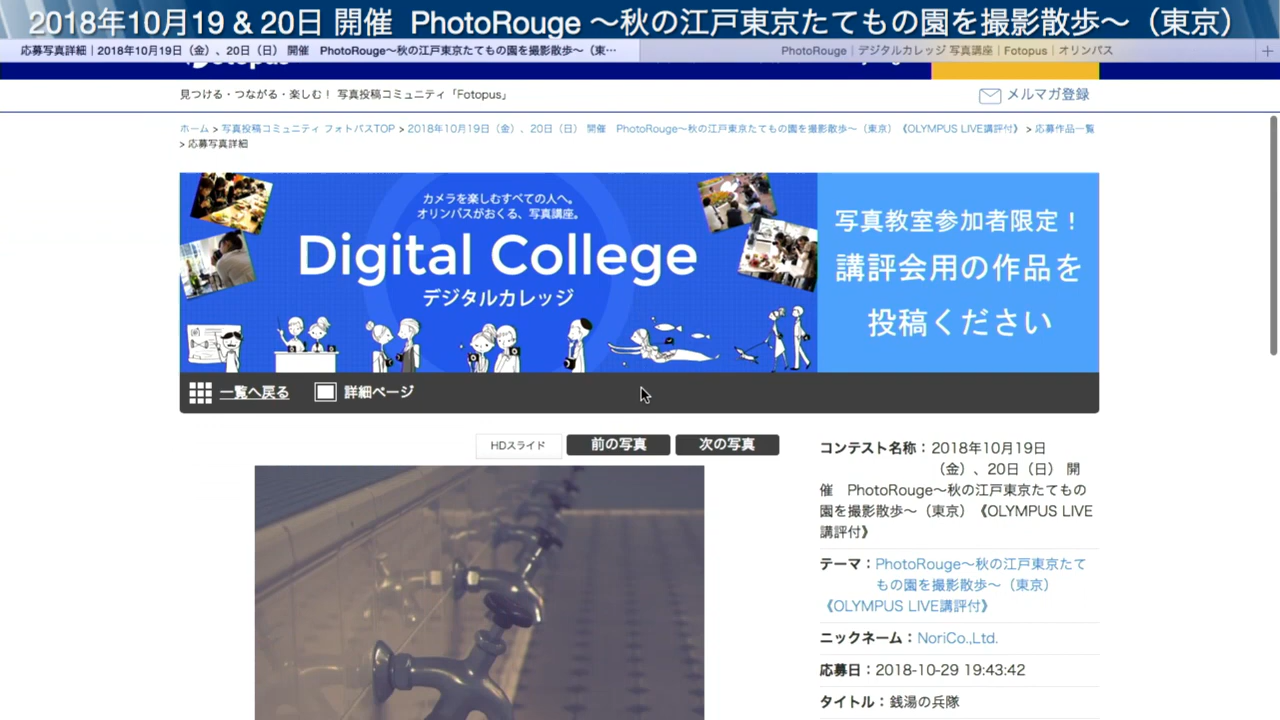 2018年10月19 & 20日 開催 PhotoRouge ～秋の江戸東京たてもの園を撮影散歩～（東京）
応募写真詳細｜2018年10月19日（金）、20日（日） 開催　PhotoRouge～秋の江戸東京たてもの園を撮影散歩～（東…
PhotoRouge｜デジタルカレッジ 写真講座｜Fotopus｜オリンパス
見つける・つながる・楽しむ！ 写真投稿コミュニティ「Fotopus」
メルマガ登録
ホーム > 写真投稿コミュニティ フォトパスTOP > 2018年10月19日（金）、20日（日） 開催　PhotoRouge～秋の江戸東京たてもの園を撮影散歩～（東京）《OLYMPUS LIVE講評付》 > 応募作品一覧
> 応募写真詳細
カメラを楽しむすべての人へ。
オリンパスがおくる、写真講座。
Digital College
デジタルカレッジ
写真教室参加者限定！
講評会用の作品を
投稿ください
一覧へ戻る 詳細ページ
HDスライド 前の写真 次の写真
コンテスト名称：2018年10月19日
（金）、20日（日） 開
催　PhotoRouge～秋の江戸東京たてもの
園を撮影散歩～（東京）《OLYMPUS LIVE
講評付》
テーマ：PhotoRouge～秋の江戸東京たて
もの園を撮影散歩～（東京）
《OLYMPUS LIVE講評付》
ニックネーム：NoriCo.,Ltd.
応募日：2018-10-29 19:43:42
タイトル：銭湯の兵隊